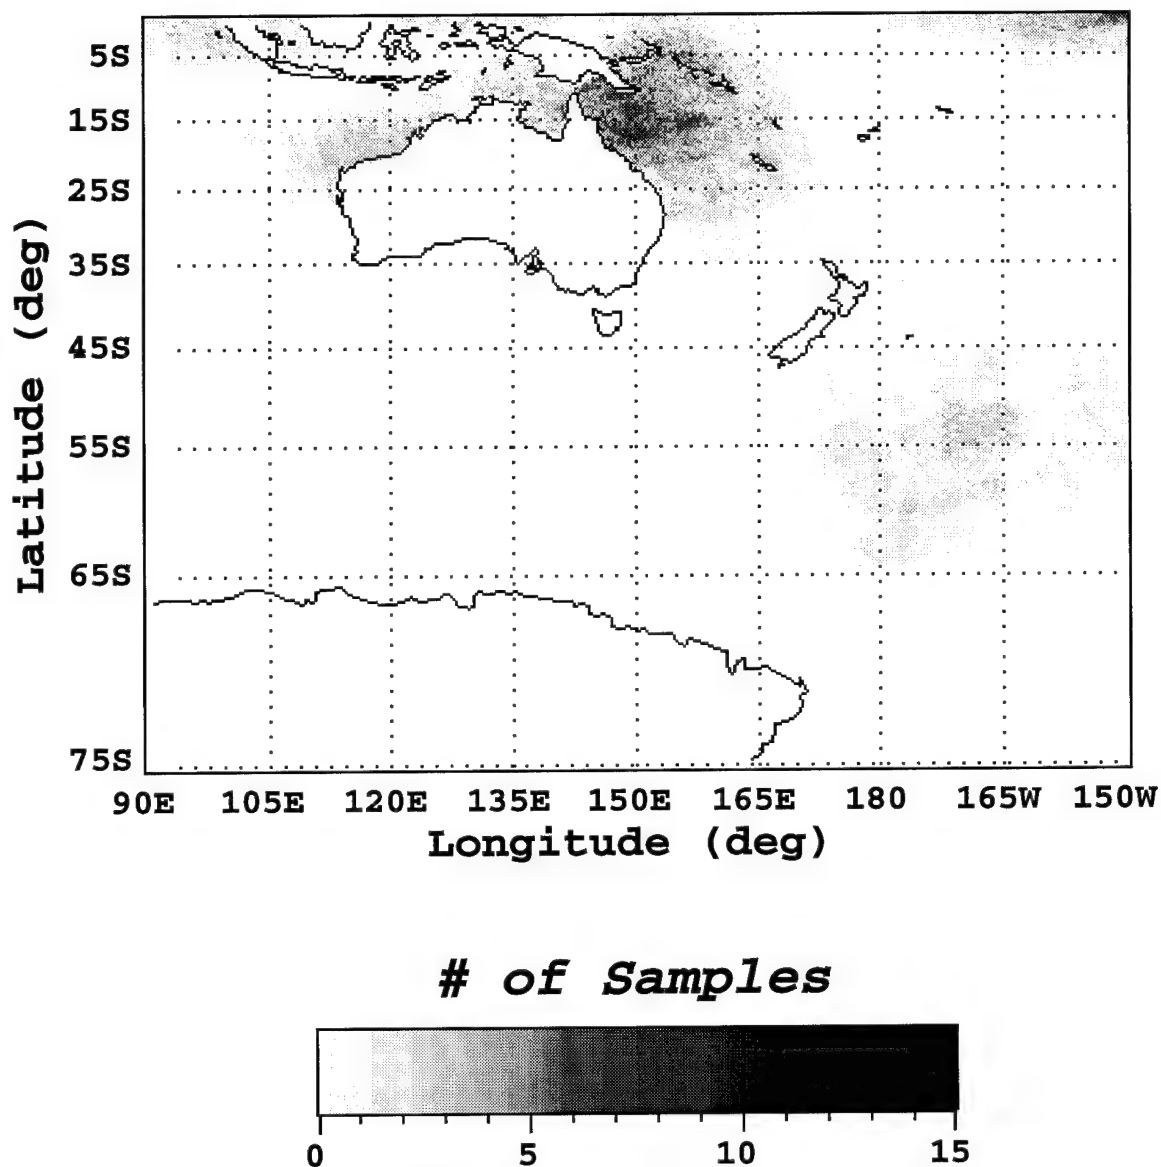 5S
15S
25S
35S
45S
55S
65S
75S
Latitude (deg)
90E 105E 120E 135E 150E 165E 180 165W 150W
Longitude (deg)
# of Samples
0 5 10 15